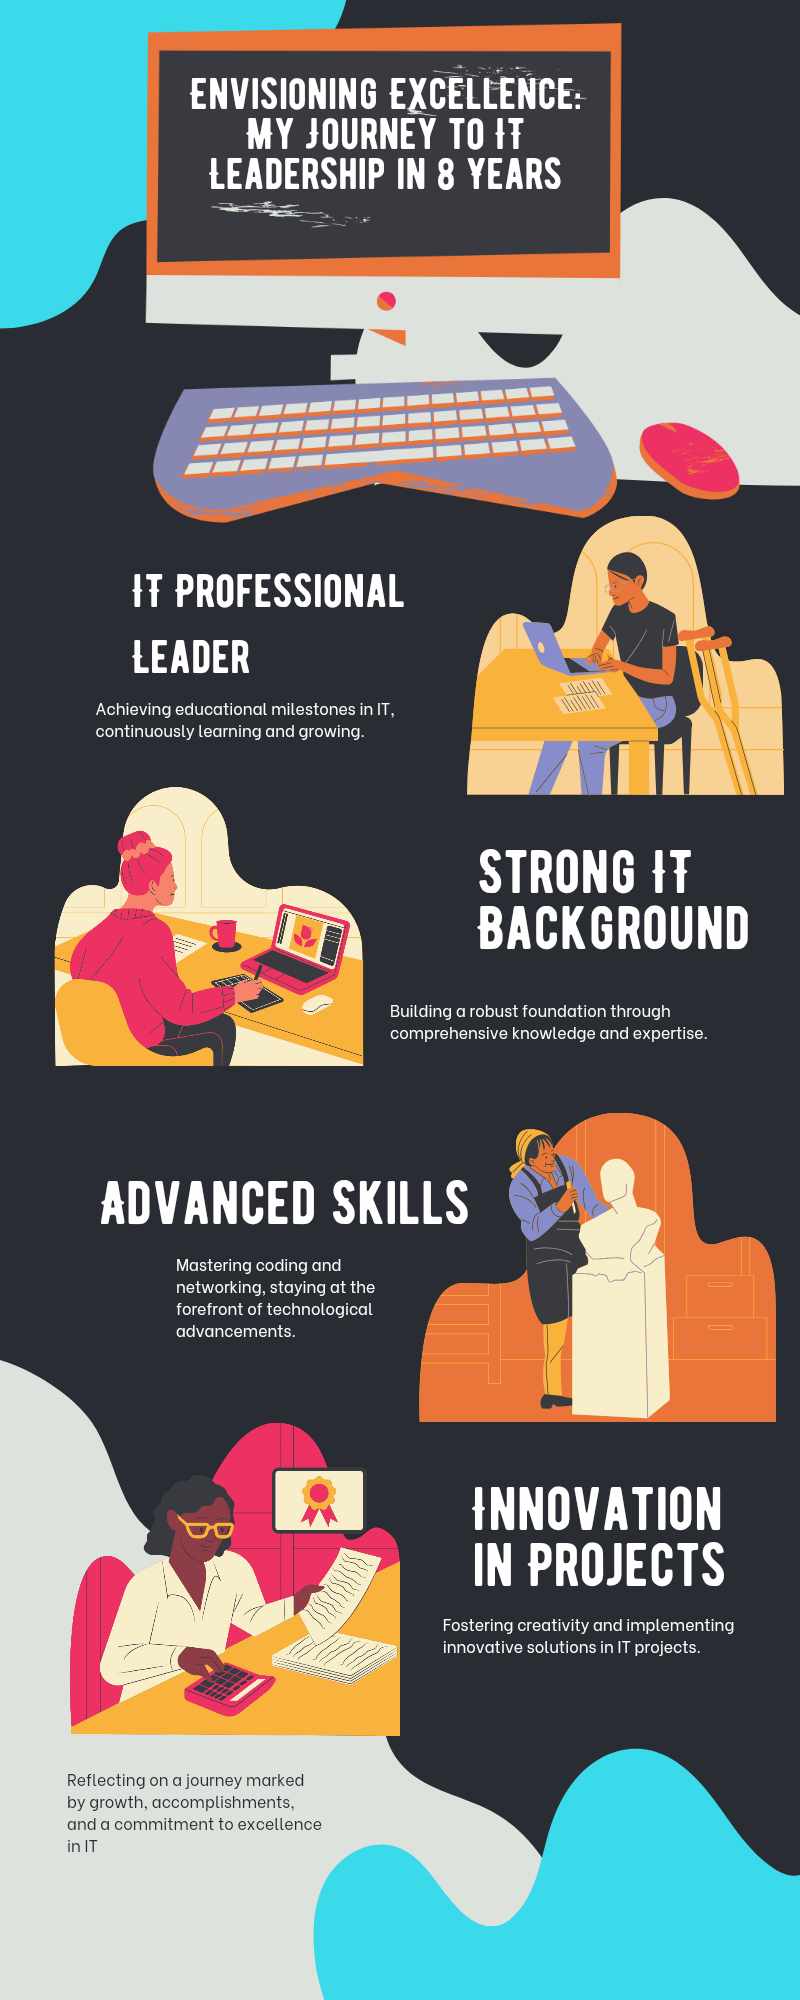 Envisioning Excellence:
My Journey to IT
Leadership in 8 Years
IT Professional
Leader
Achieving educational milestones in IT,
continuously learning and growing.
Strong IT
Background
Building a robust foundation through
comprehensive knowledge and expertise.
Advanced Skills
Mastering coding and
networking, staying at the
forefront of technological
advancements.
Innovation
in Projects
Fostering creativity and implementing
innovative solutions in IT projects.
Reflecting on a journey marked
by growth, accomplishments,
and a commitment to excellence
in IT